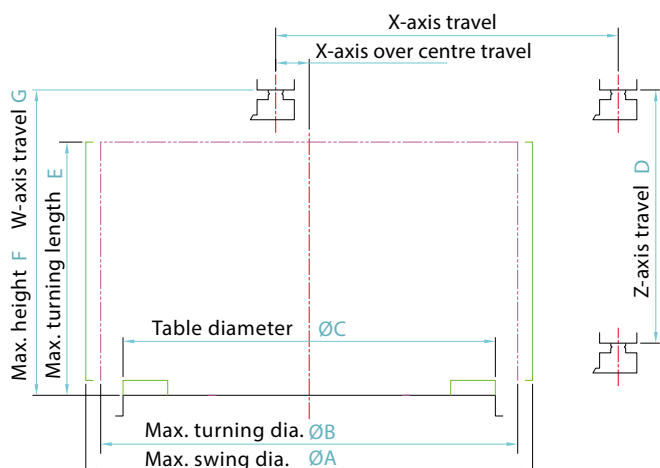 X-axis travel
X-axis over centre travel
Max. height F W-axis travel G
Max. turning length E
Z-axis travel D
Table diameter ØC
Max. turning dia. ØB
Max. swing dia. ØA